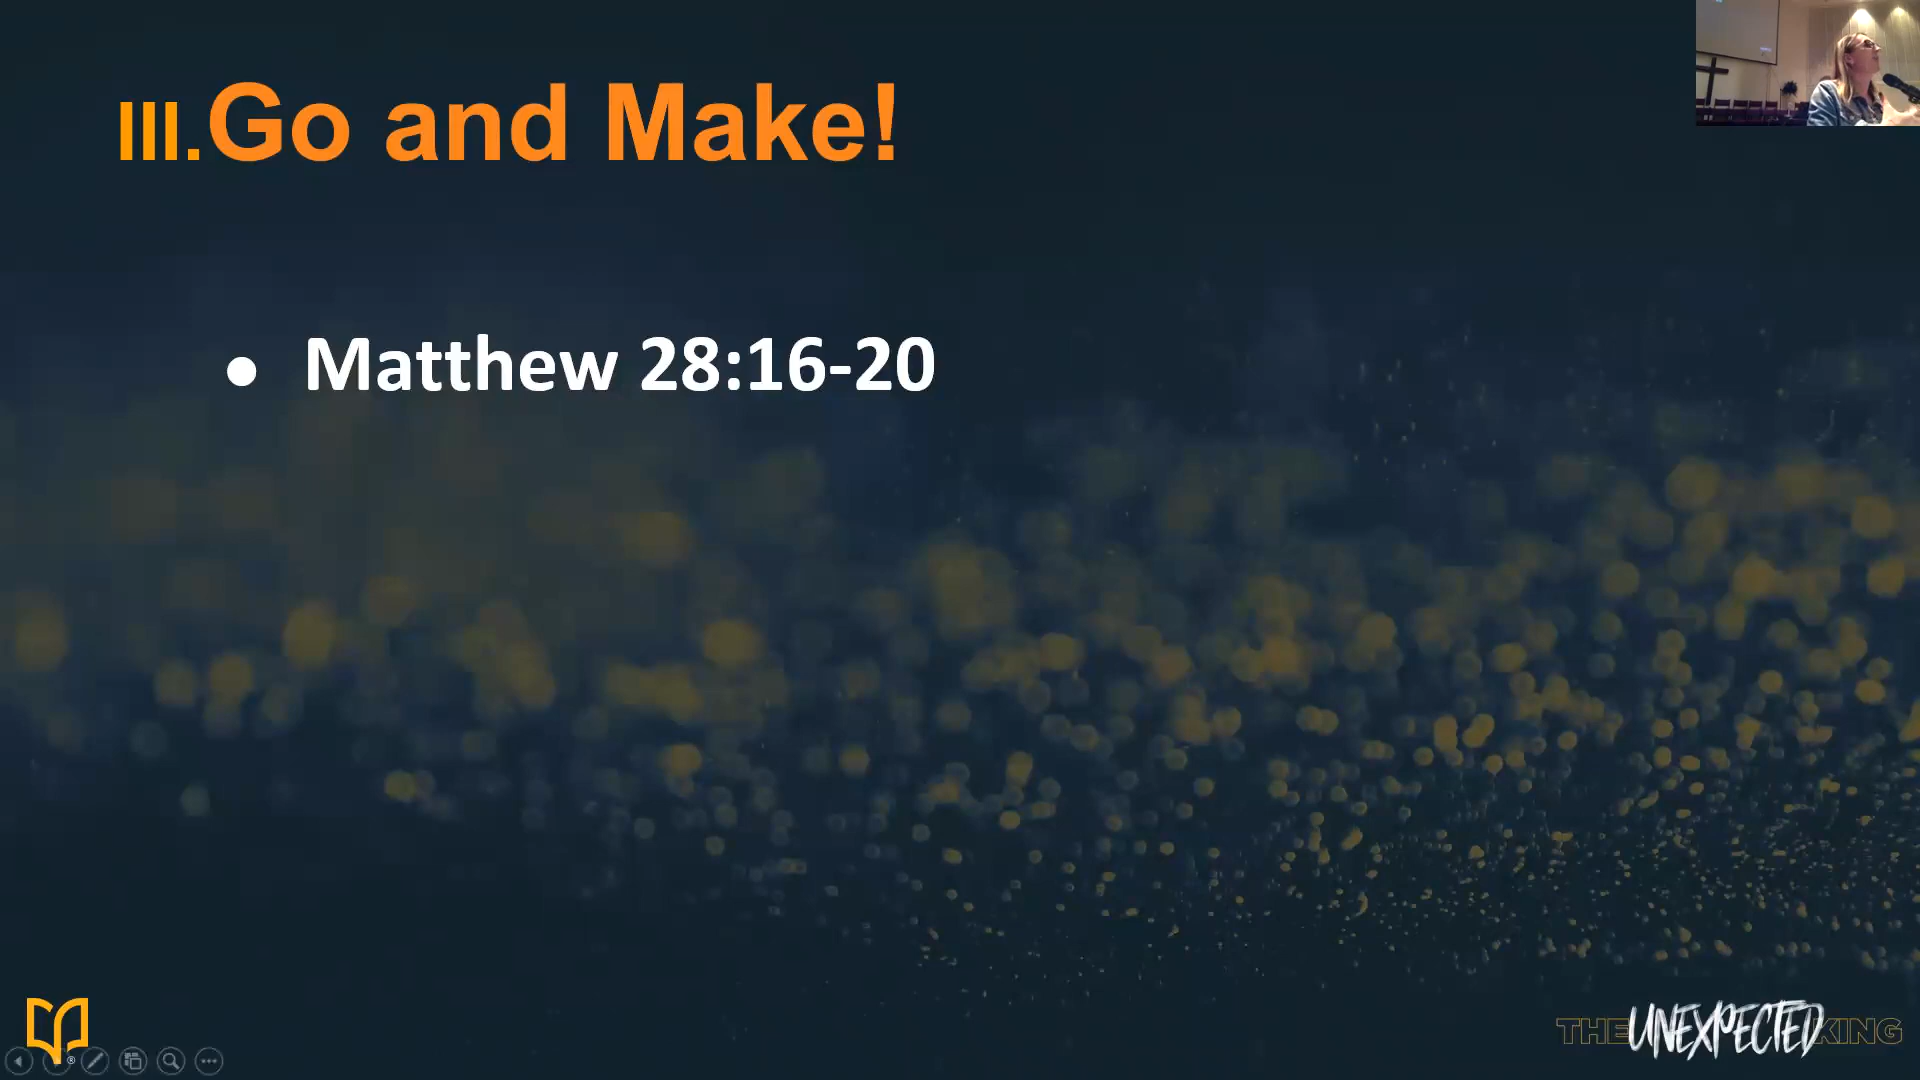 III.Go and Make!
● Matthew 28:16-20
THE UNEXPECTED KING
®